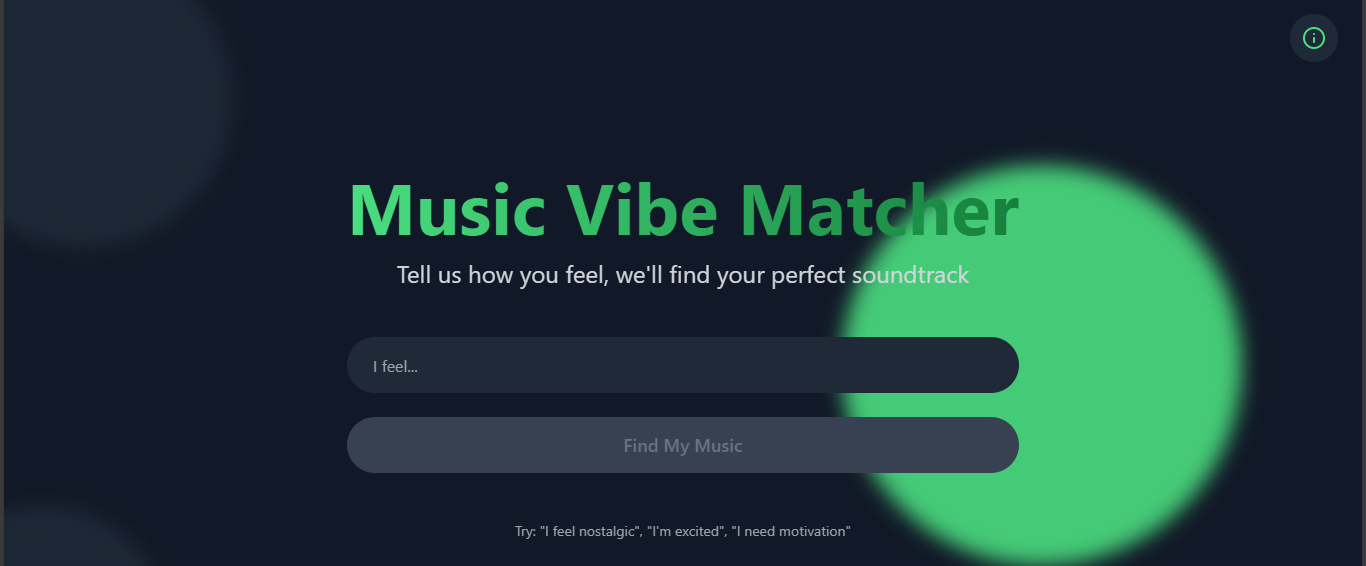 Music Vibe Matcher
Tell us how you feel, we'll find your perfect soundtrack
I feel...
Find My Music
Try: "I feel nostalgic", "I'm excited", "I need motivation"